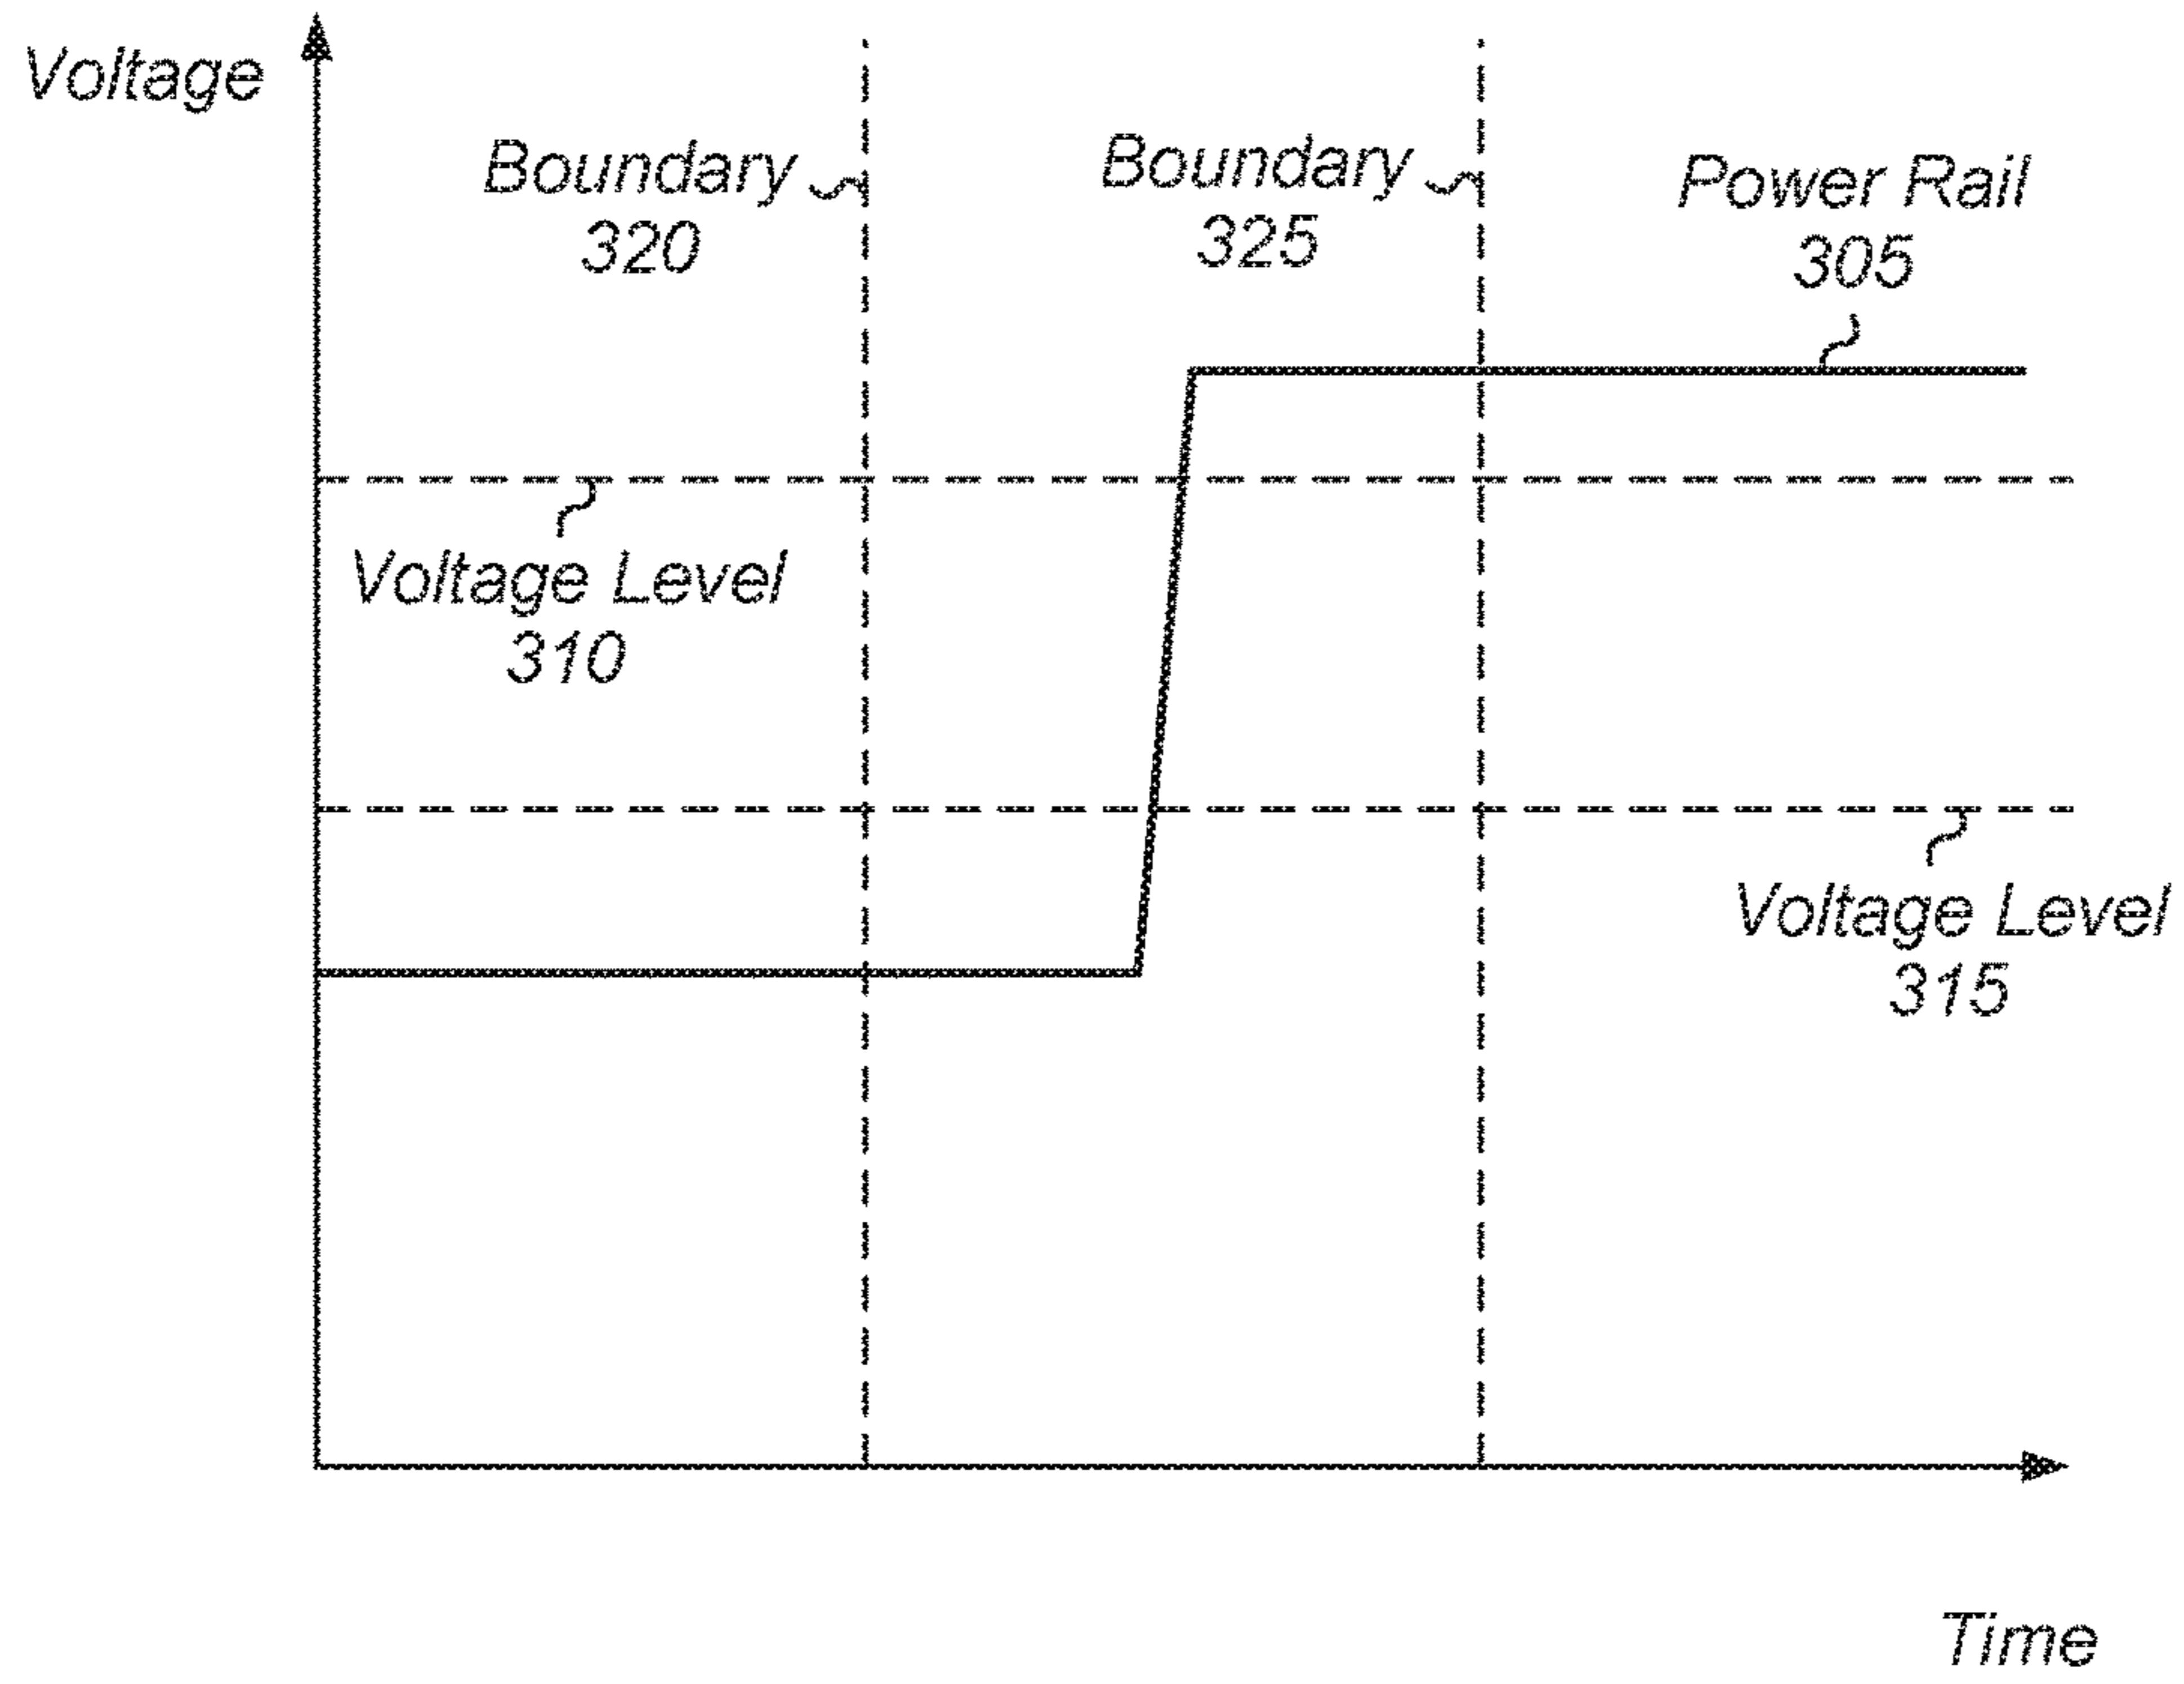 Voltage
Boundary
320
Boundary
325
Power Rail
305
Voltage Level
310
Voltage Level
315
Time